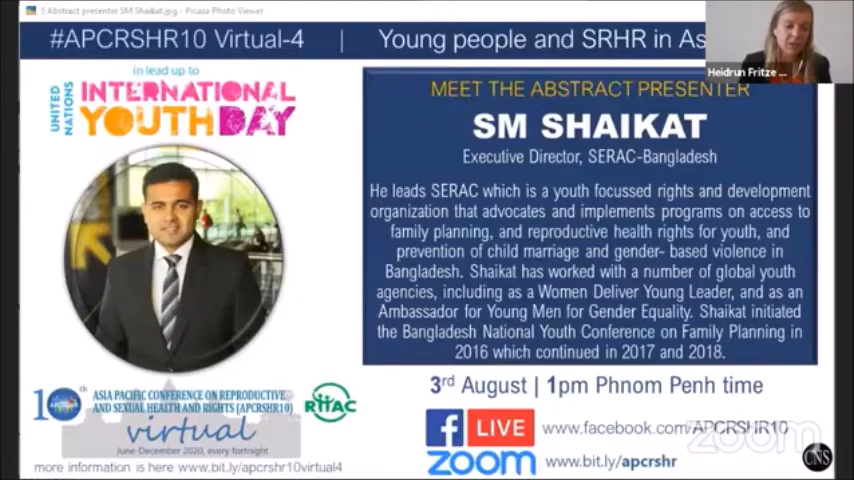 5 Abstract presenter SM Shaikat.jpg - Picasa Photo Viewer
#APCRSHR10 Virtual-4 | Young people and SRHR in As
Heidrun Fritze ...
in lead up to
UNITED NATIONS
INTERNATIONAL
YOUTH DAY
MEET THE ABSTRACT PRESENTER
SM SHAIKAT
Executive Director, SERAC-Bangladesh
He leads SERAC which is a youth focussed rights and development
organization that advocates and implements programs on access to
family planning, and reproductive health rights for youth, and
prevention of child marriage and gender- based violence in
Bangladesh. Shaikat has worked with a number of global youth
agencies, including as a Women Deliver Young Leader, and as an
Ambassador for Young Men for Gender Equality. Shaikat initiated
the Bangladesh National Youth Conference on Family Planning in
2016 which continued in 2017 and 2018.
10th ASIA PACIFIC CONFERENCE ON REPRODUCTIVE
AND SEXUAL HEALTH AND RIGHTS (APCRSHR10)
virtual
June-December 2020, every fortnight
more information is here www.bit.ly/apcrshr10virtual4
3rd August | 1pm Phnom Penh time
f LIVE www.facebook.com/APCRSHR10
zoom www.bit.ly/apcrshr
zoom
CNS